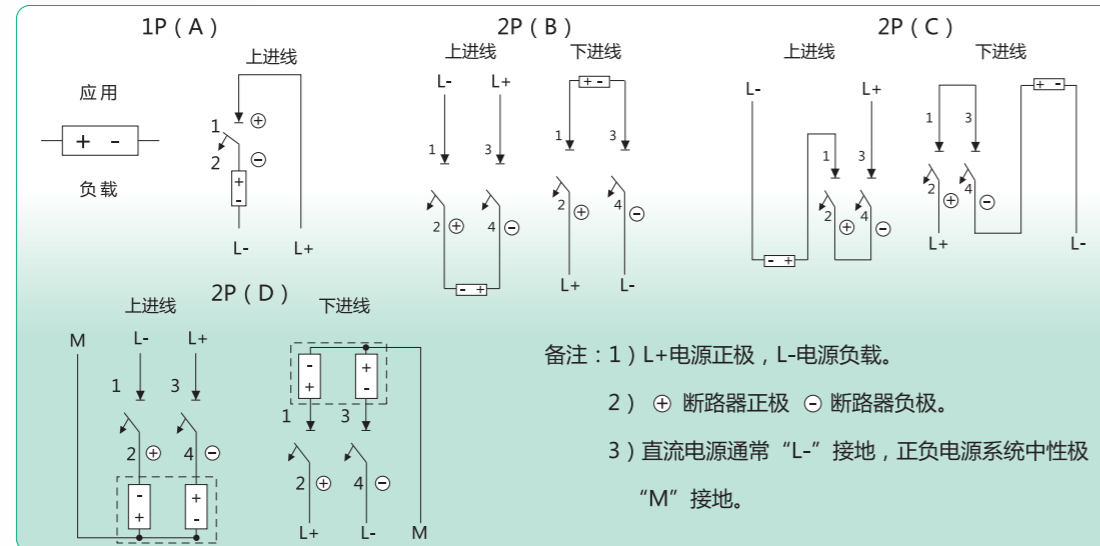 1P（A）
上进线
应用
+ -
负载
1
⊕
2
⊖
+
-
L- L+
2P（B）
上进线 下进线
L- L+
+ -
1 3 1 3
2 ⊕ 4 ⊖ 2 ⊕ 4 ⊖
- +
L+ L-
2P（C）
上进线 下进线
L- L+
+ -
1 3 1 3
2 ⊕ 4 ⊖ 2 ⊕ 4 ⊖
- +
L+ L-
2P（D）
上进线 下进线
M L- L+
1 3
2 ⊕ 4 ⊖
- +
+ -
- +
+ -
1 3
2 ⊕ 4 ⊖
L+ L- M
备注：1）L+电源正极，L-电源负载。
2） ⊕ 断路器正极 ⊖ 断路器负极。
3）直流电源通常“L-”接地，正负电源系统中性极
“M”接地。